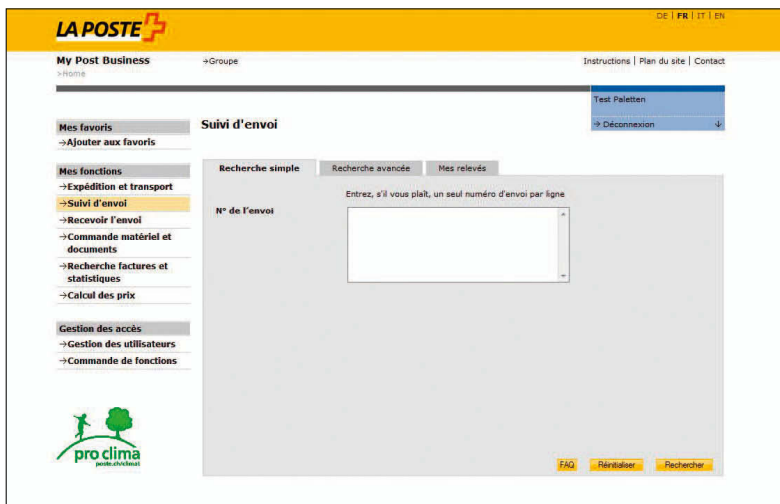 DE | FR | IT | EN
LA POSTE
My Post Business
→Groupe
Instructions | Plan du site | Contact
>Home
Test Paletten
→ Déconnexion
Suivi d'envoi
Mes favoris
→Ajouter aux favoris
Mes fonctions
→Expédition et transport
→Suivi d'envoi
→Recevoir l'envoi
→Commande matériel et
documents
→Recherche factures et
statistiques
→Calcul des prix
Gestion des accès
→Gestion des utilisateurs
→Commande de fonctions
Recherche simple
Recherche avancée
Mes relevés
Entrez, s'il vous plaît, un seul numéro d'envoi par ligne
N° de l'envoi
pro clima
poste.ch/climat
FAQ
Réinitialiser
Rechercher